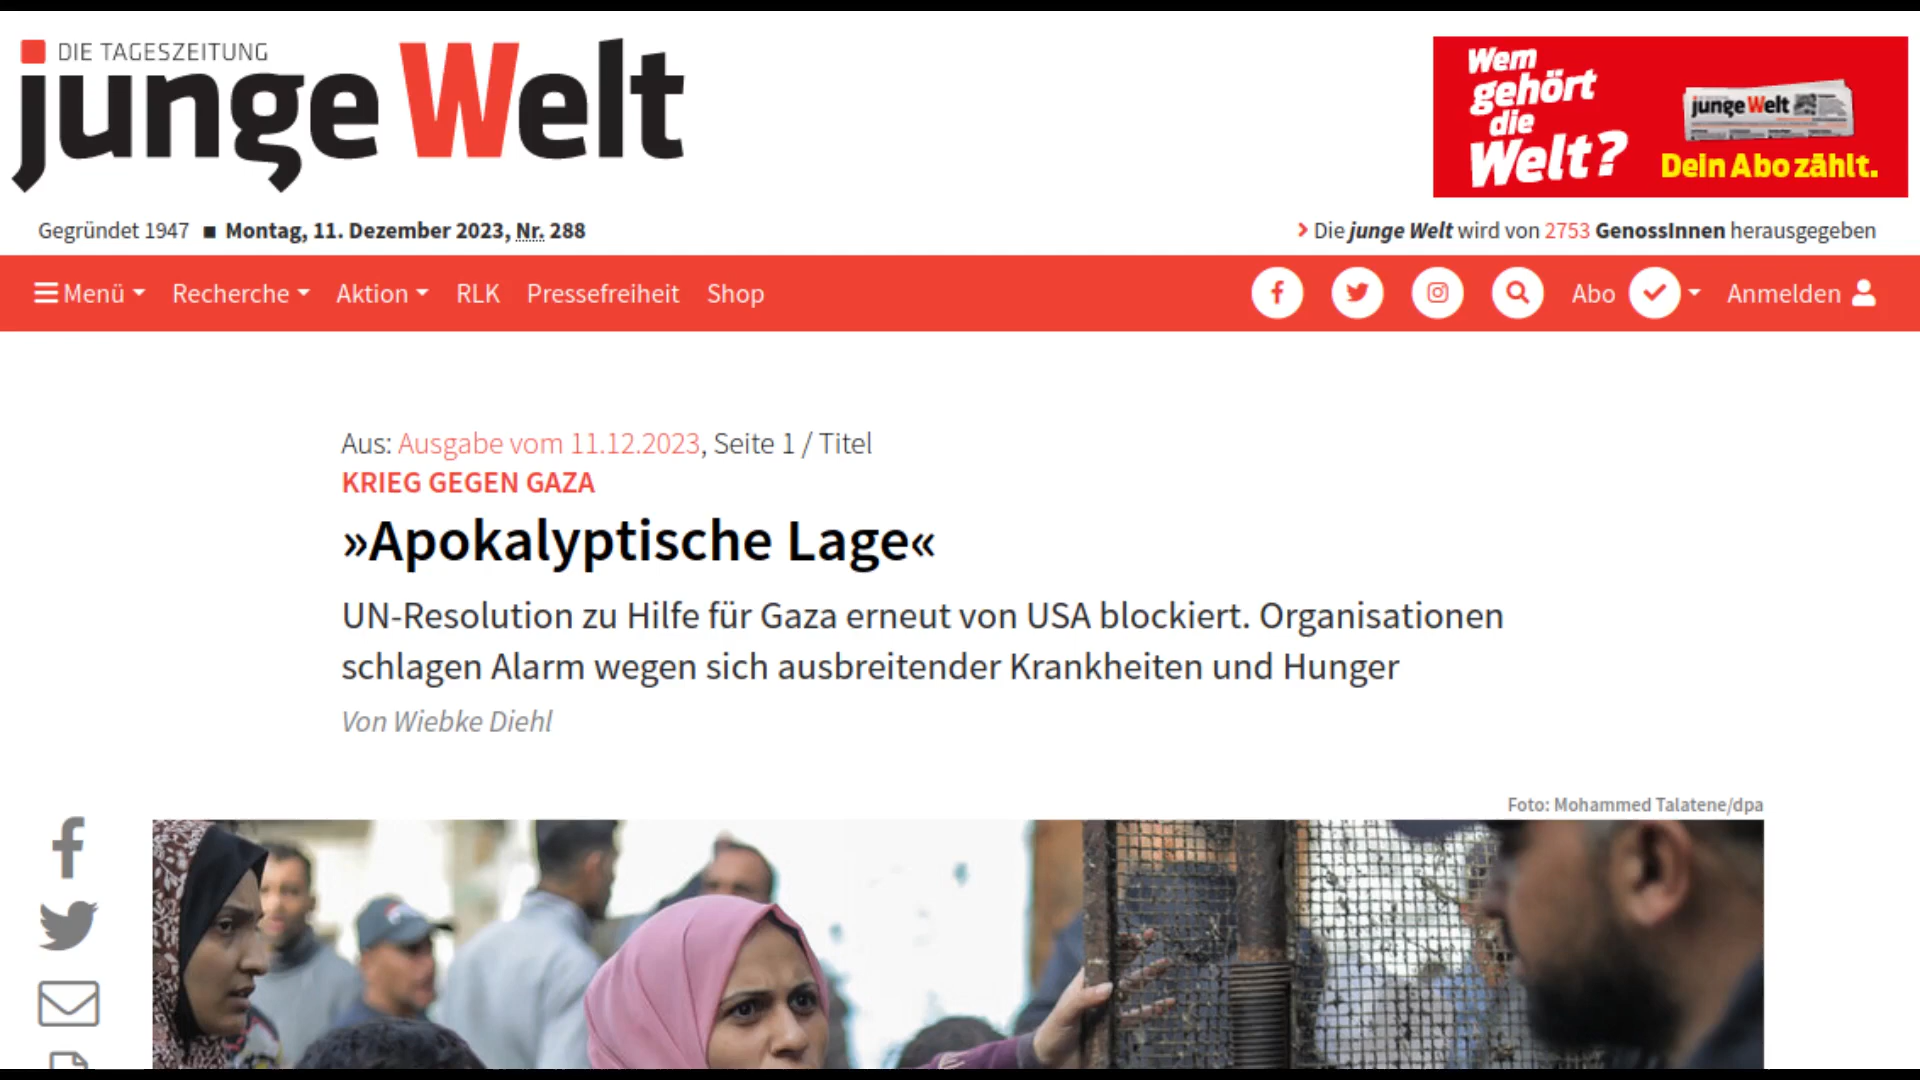 DIE TAGESZEITUNG
junge Welt
Wem
gehört
die
Welt?
junge Welt
Dein Abo zählt.
Gegründet 1947 ■ Montag, 11. Dezember 2023, Nr. 288
Die junge Welt wird von 2753 GenossInnen herausgegeben
Menü Recherche Aktion RLK Pressefreiheit Shop
Abo Anmelden
Aus: Ausgabe vom 11.12.2023, Seite 1 / Titel
KRIEG GEGEN GAZA
»Apokalyptische Lage«
UN-Resolution zu Hilfe für Gaza erneut von USA blockiert. Organisationen
schlagen Alarm wegen sich ausbreitender Krankheiten und Hunger
Von Wiebke Diehl
Foto: Mohammed Talatene/dpa